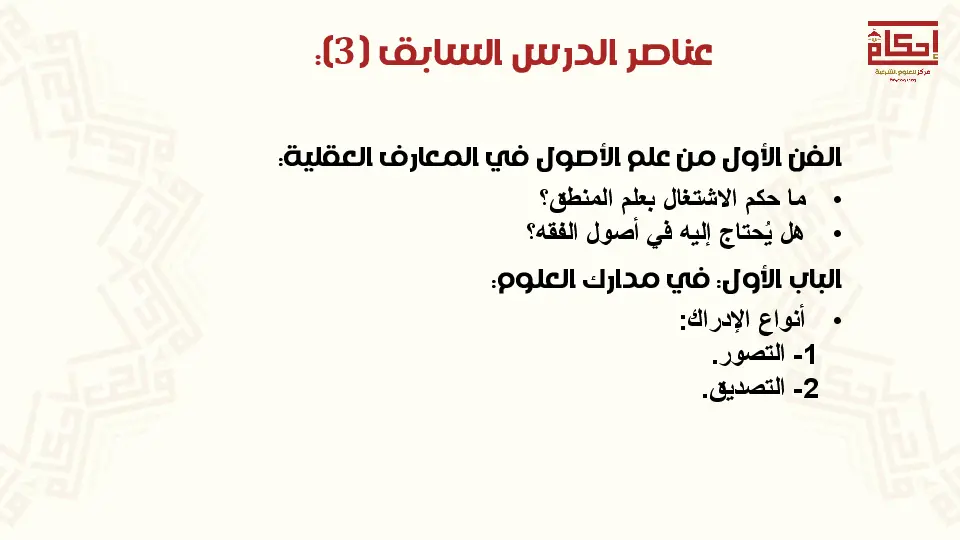 عناصر الدرس السابق (3):
إحكام
مركز للعلوم الشرعية
الفن الأول من علم الأصول في المعارف العقلية:
• ما حكم الاشتغال بعلم المنطق؟
• هل يُحتاج إليه في أصول الفقه؟
الباب الأول: في مدارك العلوم:
• أنواع الإدراك:
1- التصور.
2- التصديق.